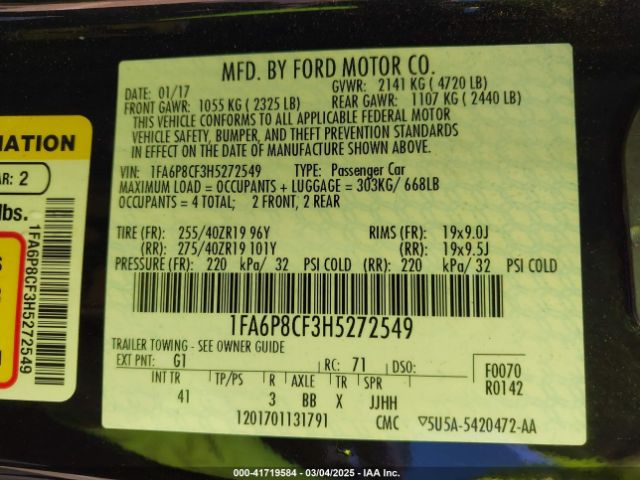 MFD. BY FORD MOTOR CO.
DATE: 01/17 GVWR: 2141 KG ( 4720 LB)
FRONT GAWR: 1055 KG ( 2325 LB) REAR GAWR: 1107 KG ( 2440 LB)
THIS VEHICLE CONFORMS TO ALL APPLICABLE FEDERAL MOTOR
VEHICLE SAFETY, BUMPER, AND THEFT PREVENTION STANDARDS
IN EFFECT ON THE DATE OF MANUFACTURE SHOWN ABOVE.
VIN: 1FA6P8CF3H5272549 TYPE: Passenger Car
MAXIMUM LOAD = OCCUPANTS + LUGGAGE = 303KG/ 668LB
OCCUPANTS = 4 TOTAL; 2 FRONT, 2 REAR
TIRE (FR): 255/40ZR19 96Y RIMS (FR): 19x9.0J
(RR): 275/40ZR19 101Y (RR): 19x9.5J
PRESSURE (FR): 220 kPa/ 32 PSI COLD (RR): 220 kPa/ 32 PSI COLD
1FA6P8CF3H5272549
TRAILER TOWING - SEE OWNER GUIDE
EXT PNT: G1 RC: 71 DSO: F0070
R0142
INT TR TP/PS R AXLE TR SPR
41 3 BB X JJHH
1201701131791 CMC ▽5U5A-5420472-AA
MATION
AR: 2
lbs.
1FA6P8CF3H5272549
000-41719584 - 03/04/2025 - IAA Inc.